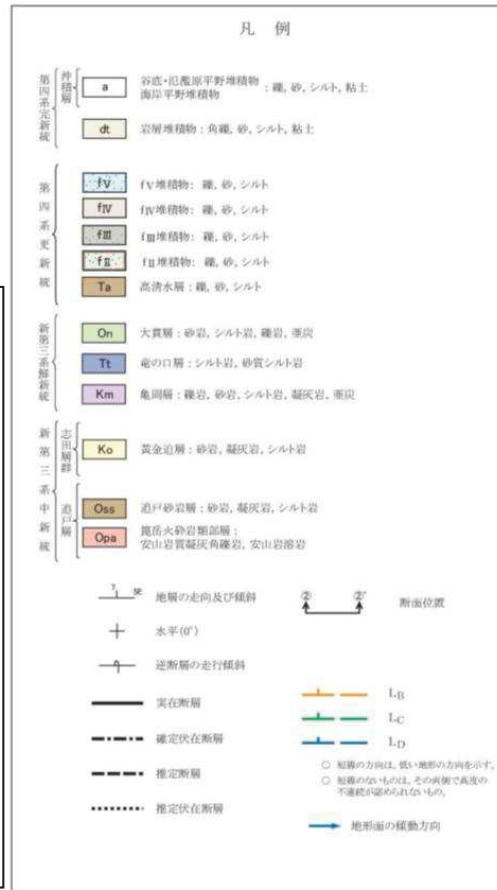 凡　例
第四系完新統
沖積層
a
谷底・氾濫原平野堆積物
海岸平野堆積物
：礫, 砂, シルト, 粘土
dt
岩屑堆積物：角礫, 砂, シルト, 粘土
第四系更新統
fⅤ
fⅤ堆積物：礫, 砂, シルト
fⅣ
fⅣ堆積物：礫, 砂, シルト
fⅢ
fⅢ堆積物：礫, 砂, シルト
fⅡ
fⅡ堆積物：礫, 砂, シルト
Ta
高清水層：礫, 砂, シルト
新第三系鮮新統
On
大貫層：砂岩, シルト岩, 礫岩, 亜炭
Tt
竜の口層：シルト岩, 砂質シルト岩
Km
亀岡層：礫岩, 砂岩, シルト岩, 凝灰岩, 亜炭
新第三系中新統
志田層群
Ko
黄金迫層：砂岩, 凝灰岩, シルト岩
追戸層
Oss
追戸砂岩層：砂岩, 凝灰岩, シルト岩
Opa
箟岳火砕岩類部層：
安山岩質凝灰角礫岩, 安山岩溶岩
7
SE
地層の走向及び傾斜
②
②'
断面位置
水平(0°)
逆断層の走行傾斜
実在断層
LB
確定伏在断層
LC
推定断層
LD
○ 短線の方向は, 低い地形の方向を示す。
○ 短線のないものは, その両側で高度の
不連続が認められないもの。
推定伏在断層
地形面の傾動方向